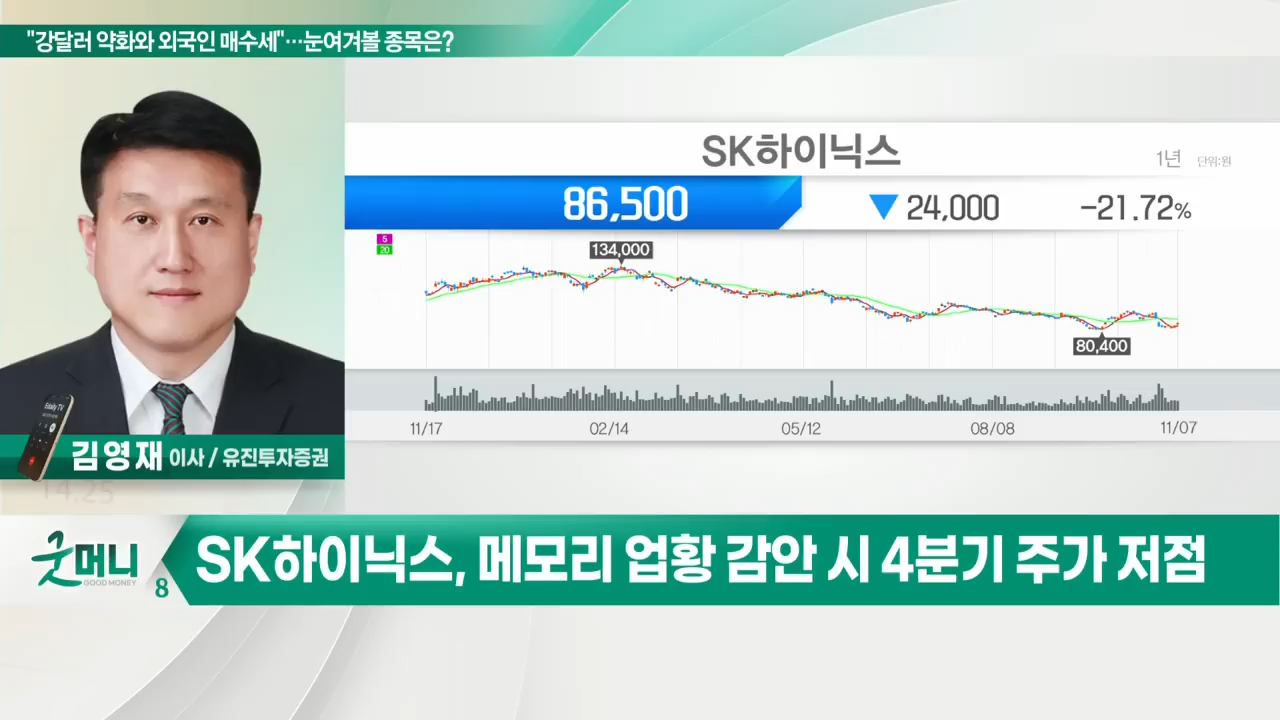 "강달러 약화와 외국인 매수세"…눈여겨볼 종목은?
SK하이닉스
1년 단위:원
86,500 ▼ 24,000 -21.72%
5
20
134,000
80,400
11/17 02/14 05/12 08/08 11/07
Edaily TV
김영재 이사 / 유진투자증권
14:25
굿머니
GOOD MONEY
8
SK하이닉스, 메모리 업황 감안 시 4분기 주가 저점